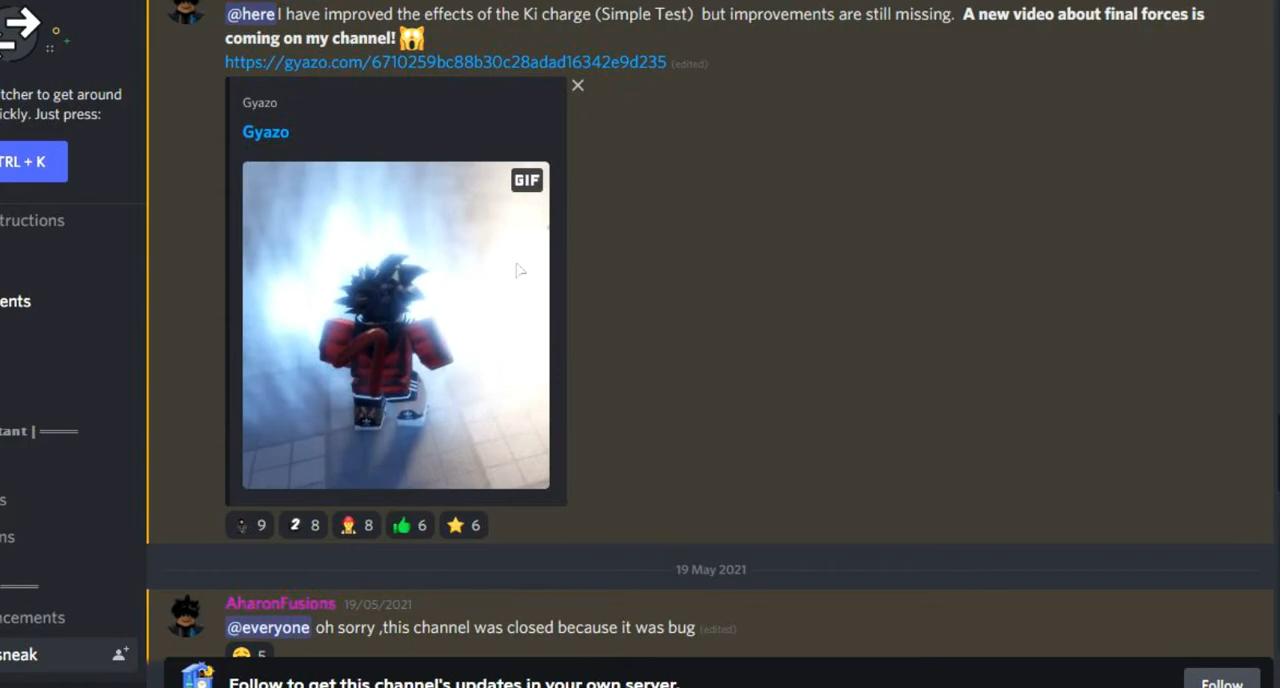 @here I have improved the effects of the Ki charge (Simple Test) but improvements are still missing. A new video about final forces is
coming on my channel!
https://gyazo.com/6710259bc88b30c28adad16342e9d235 (edited)
tcher to get around
ickly. Just press:
TRL + K
tructions
ents
tant |
s
ns
ncements
sneak
Gyazo
Gyazo
GIF
9
2 8
8
6
6
19 May 2021
AharonFusions 19/05/2021
@everyone oh sorry ,this channel was closed because it was bug (edited)
5
Follow to get this channel's updates in your own server.
Follow